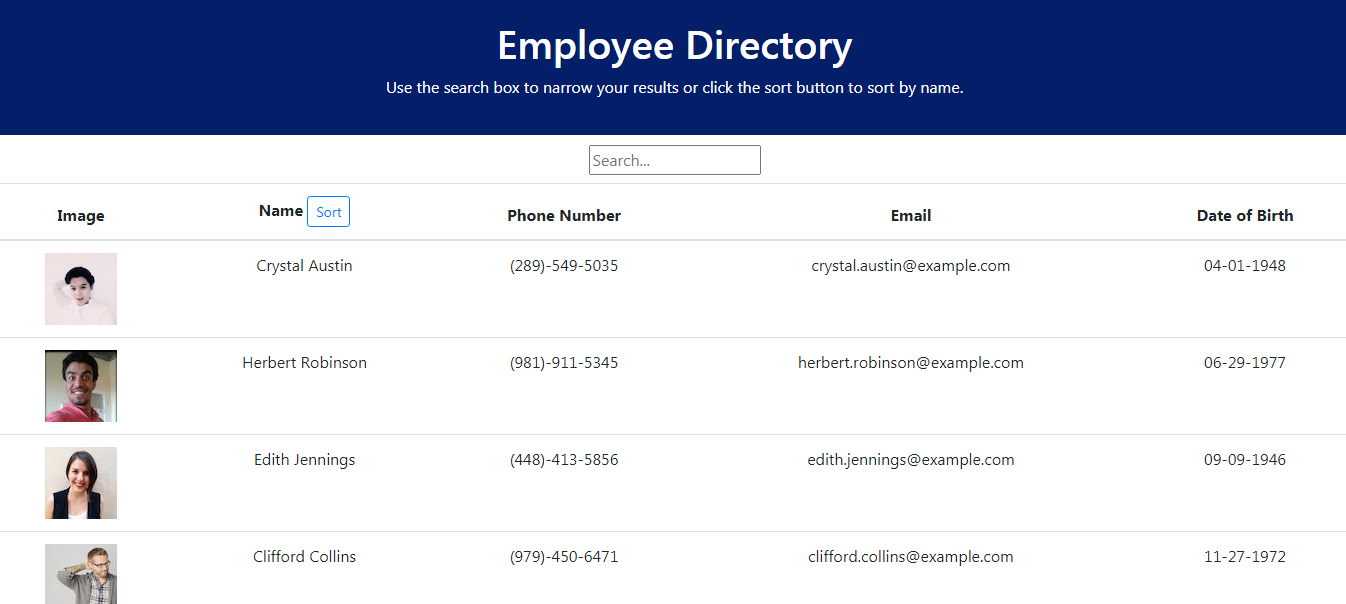 Employee Directory
Use the search box to narrow your results or click the sort button to sort by name.
Search...
Image Name Sort Phone Number Email Date of Birth
Crystal Austin (289)-549-5035 crystal.austin@example.com 04-01-1948
Herbert Robinson (981)-911-5345 herbert.robinson@example.com 06-29-1977
Edith Jennings (448)-413-5856 edith.jennings@example.com 09-09-1946
Clifford Collins (979)-450-6471 clifford.collins@example.com 11-27-1972